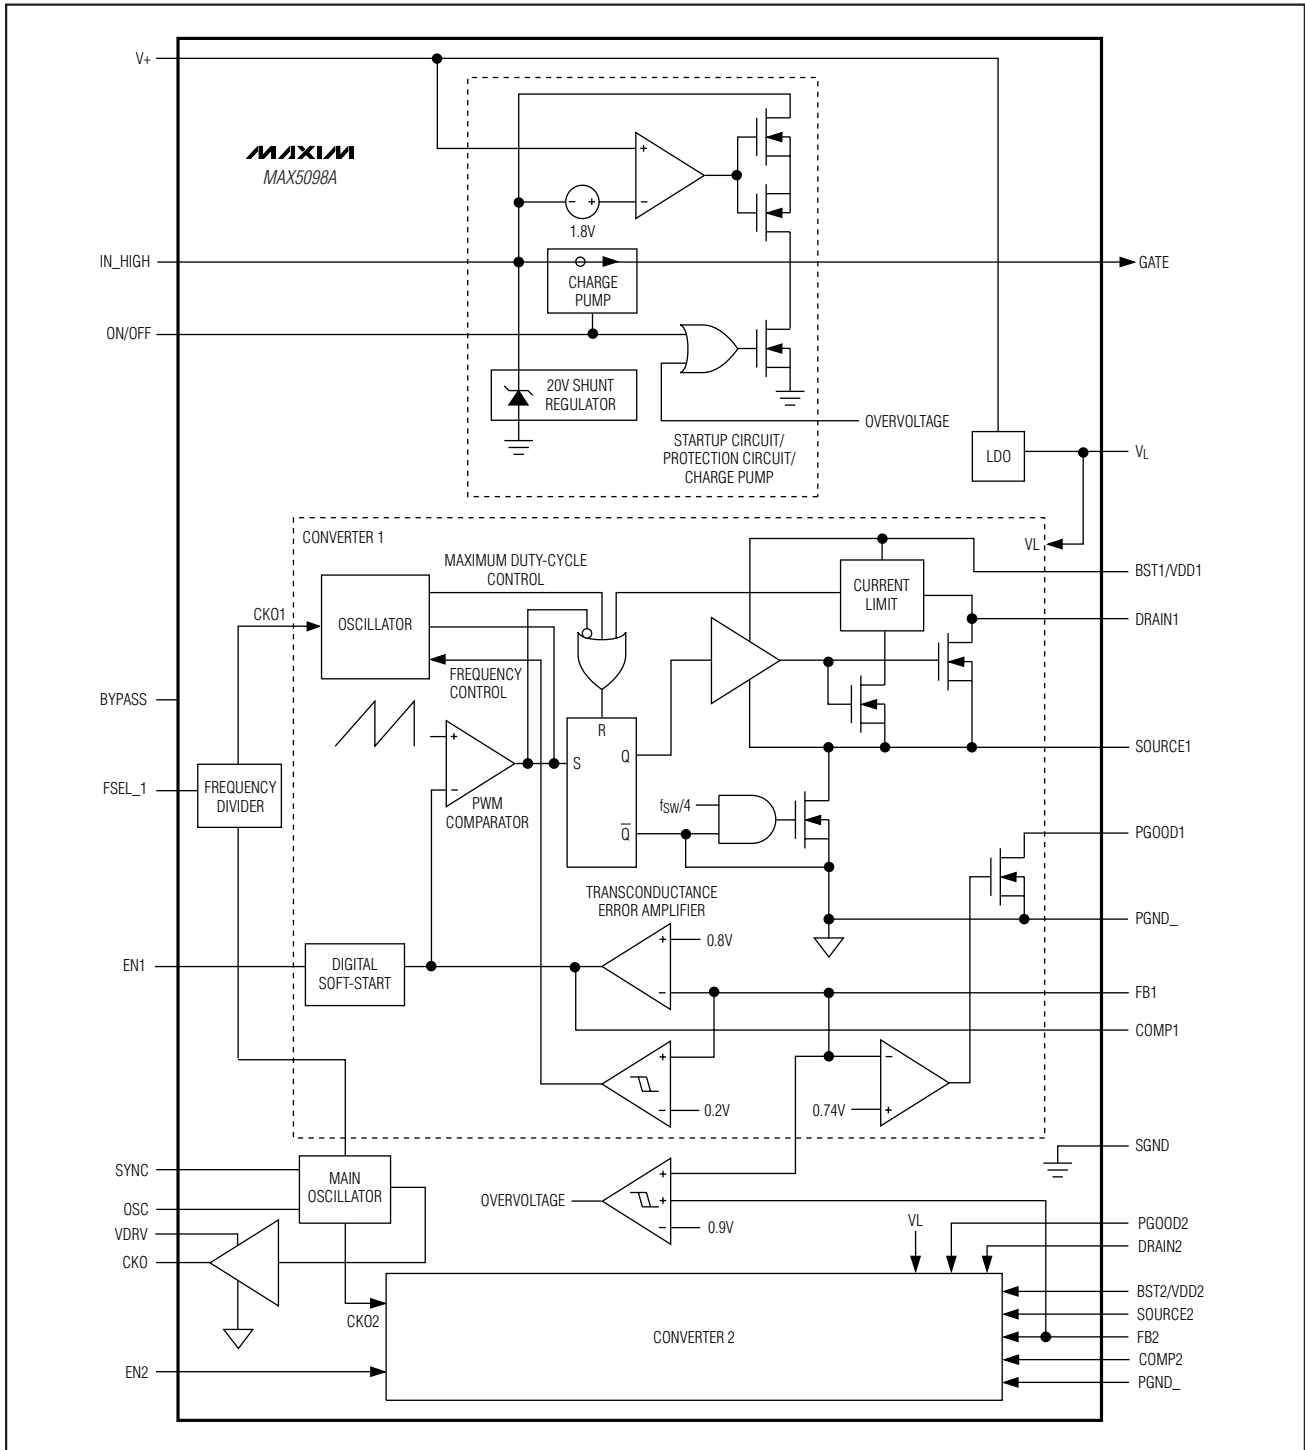 V+
MAXIM
MAX5098A
+
−
− +
1.8V
IN_HIGH
GATE
CHARGE
PUMP
ON/OFF
20V SHUNT
REGULATOR
OVERVOLTAGE
STARTUP CIRCUIT/
PROTECTION CIRCUIT/
CHARGE PUMP
LDO
VL
CONVERTER 1
VL
MAXIMUM DUTY-CYCLE
CONTROL
BST1/VDD1
CURRENT
LIMIT
CKO1
OSCILLATOR
DRAIN1
FREQUENCY
CONTROL
BYPASS
R
+
Q
SOURCE1
S
FSEL_1
FREQUENCY
DIVIDER
−
PWM
COMPARATOR
fSW/4
Q̅
PGOOD1
TRANSCONDUCTANCE
ERROR AMPLIFIER
PGND_
+
0.8V
EN1
DIGITAL
SOFT-START
−
FB1
COMP1
+
−
−
0.2V
0.74V
+
SGND
SYNC
MAIN
OSCILLATOR
+
OVERVOLTAGE
+
OSC
−
0.9V
VL
PGOOD2
VDRV
DRAIN2
CKO
BST2/VDD2
CKO2
SOURCE2
CONVERTER 2
FB2
COMP2
EN2
PGND_